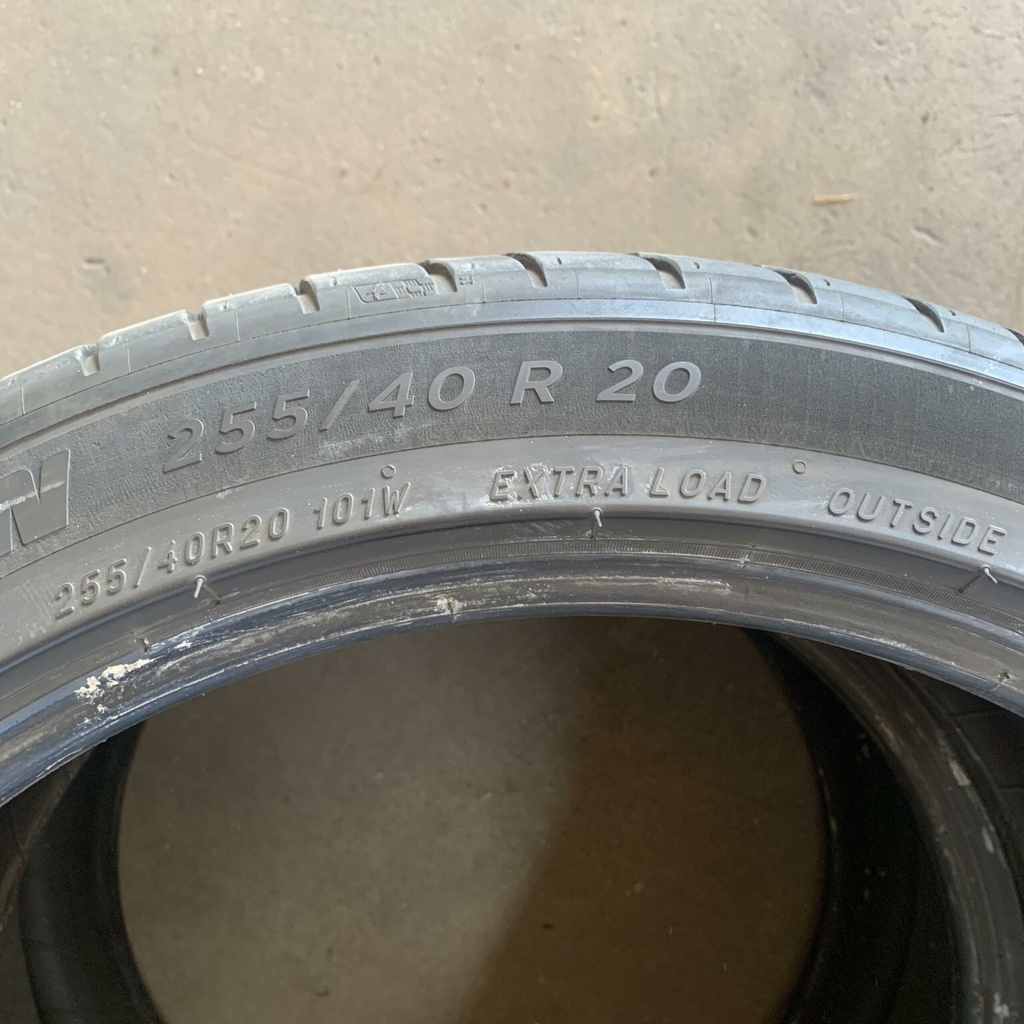 255/40 R 20
N
255/40R20 101W EXTRA LOAD OUTSIDE